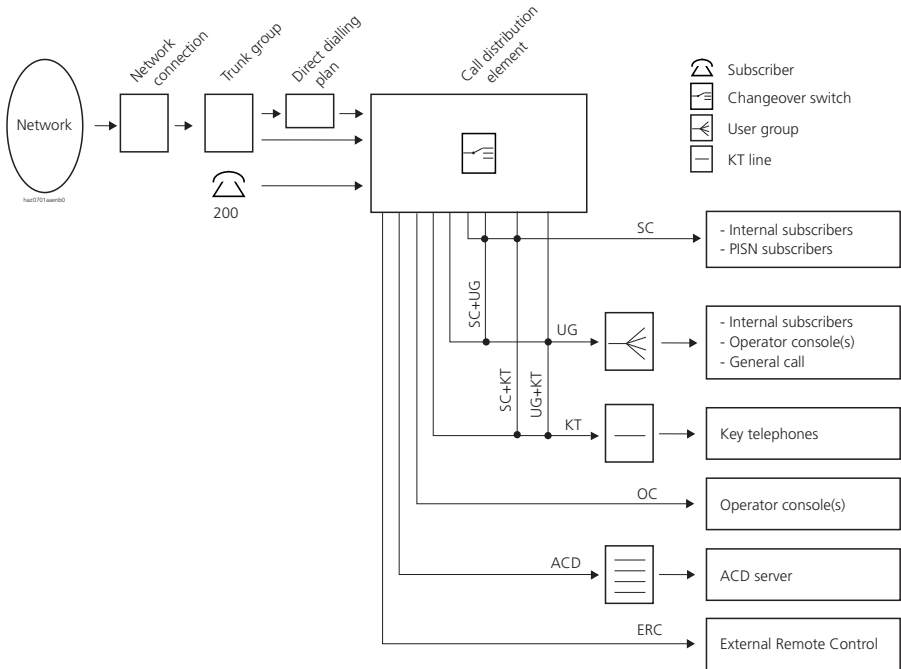 Network
connection
Trunk group
Direct dialling
plan
Call distribution
element
Network
haz0701aaenb0
200
Subscriber
Changeover switch
User group
KT line
SC
- Internal subscribers
- PISN subscribers
SC+UG
UG
- Internal subscribers
- Operator console(s)
- General call
SC+KT
UG+KT
KT
Key telephones
OC
Operator console(s)
ACD
ACD server
ERC
External Remote Control